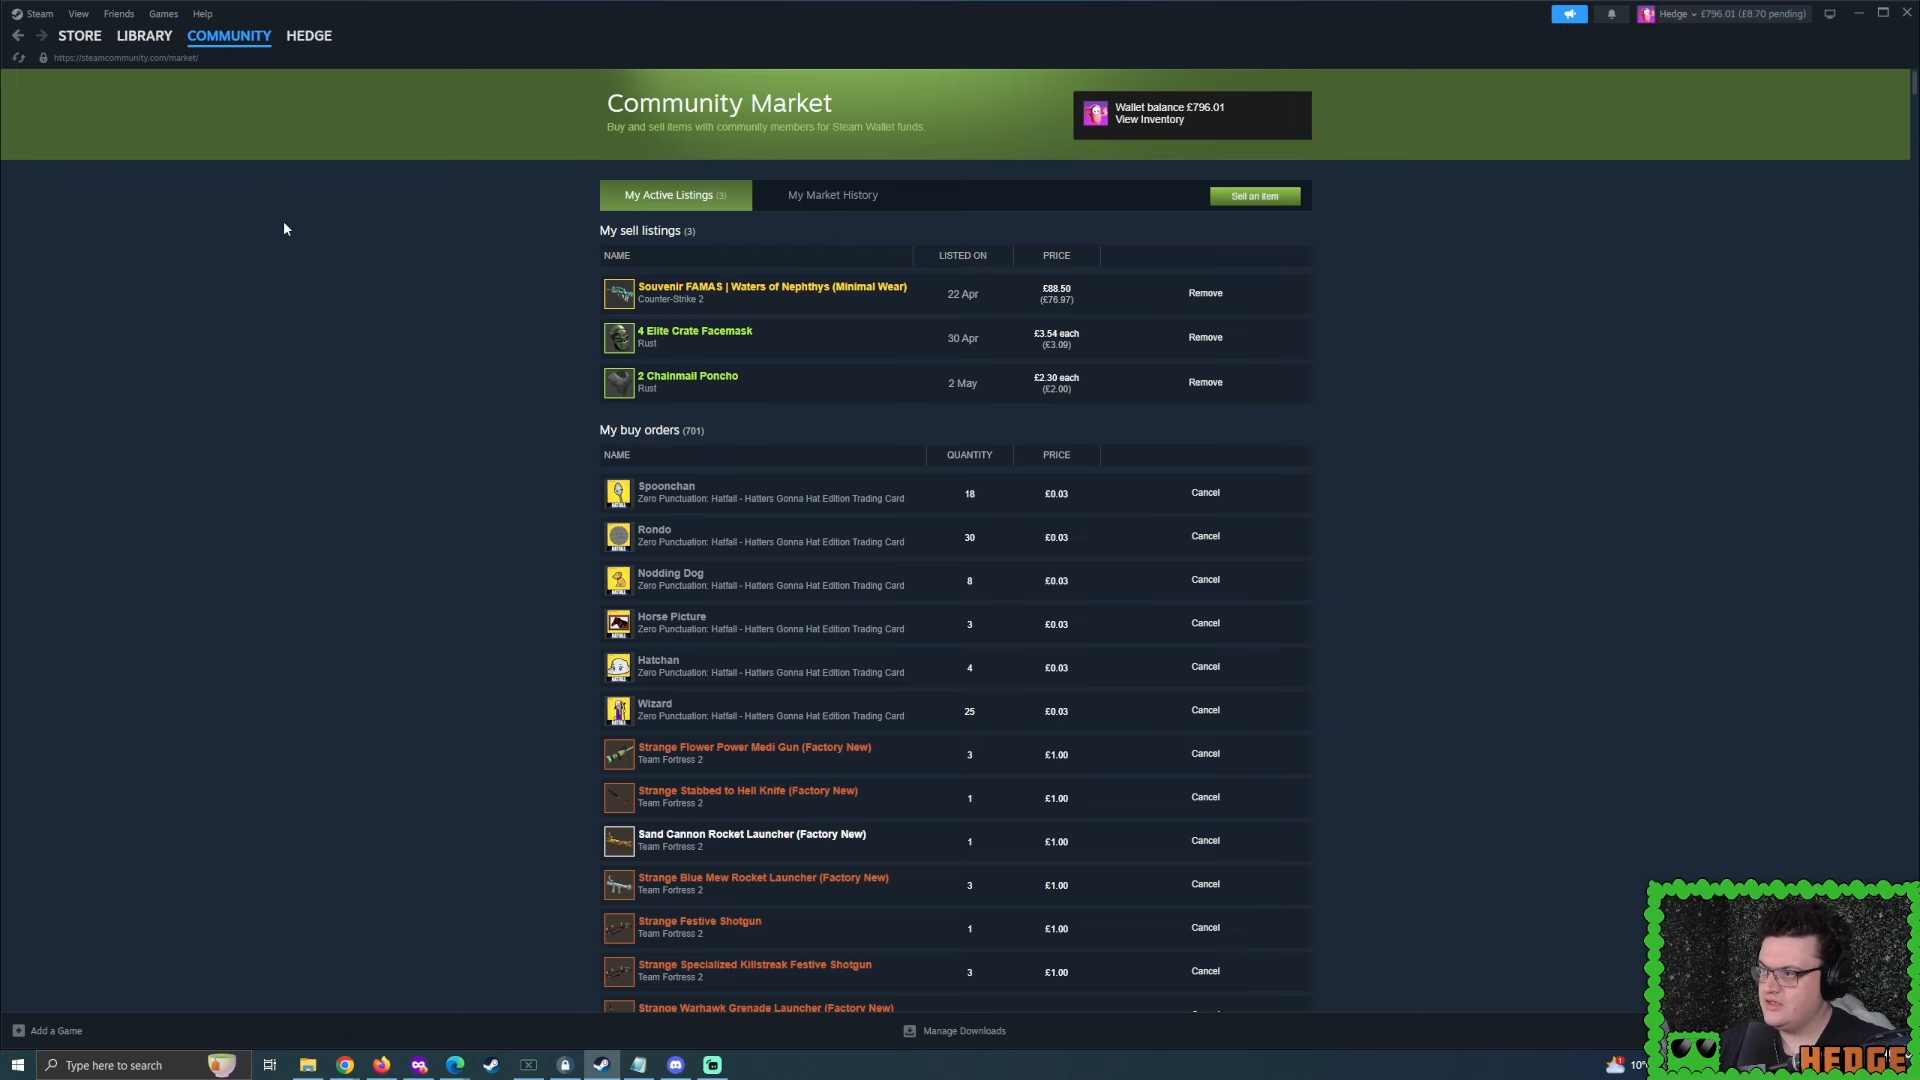 Steam View Friends Games Help
Hedge £796.01 (£8.70 pending)
STORE LIBRARY COMMUNITY HEDGE
https://steamcommunity.com/market/
Community Market
Buy and sell items with community members for Steam Wallet funds.
Wallet balance £796.01
View Inventory
My Active Listings (3)
My Market History
Sell an item
My sell listings (3)
NAME LISTED ON PRICE
Souvenir FAMAS | Waters of Nephthys (Minimal Wear)
Counter-Strike 2
22 Apr
£88.50
(£76.97)
Remove
4 Elite Crate Facemask
Rust
30 Apr
£3.54 each
(£3.09)
Remove
2 Chainmail Poncho
Rust
2 May
£2.30 each
(£2.00)
Remove
My buy orders (701)
NAME QUANTITY PRICE
Spoonchan
Zero Punctuation: Hatfall - Hatters Gonna Hat Edition Trading Card
18 £0.03 Cancel
Rondo
Zero Punctuation: Hatfall - Hatters Gonna Hat Edition Trading Card
30 £0.03 Cancel
Nodding Dog
Zero Punctuation: Hatfall - Hatters Gonna Hat Edition Trading Card
8 £0.03 Cancel
Horse Picture
Zero Punctuation: Hatfall - Hatters Gonna Hat Edition Trading Card
3 £0.03 Cancel
Hatchan
Zero Punctuation: Hatfall - Hatters Gonna Hat Edition Trading Card
4 £0.03 Cancel
Wizard
Zero Punctuation: Hatfall - Hatters Gonna Hat Edition Trading Card
25 £0.03 Cancel
Strange Flower Power Medi Gun (Factory New)
Team Fortress 2
3 £1.00 Cancel
Strange Stabbed to Hell Knife (Factory New)
Team Fortress 2
1 £1.00 Cancel
Sand Cannon Rocket Launcher (Factory New)
Team Fortress 2
1 £1.00 Cancel
Strange Blue Mew Rocket Launcher (Factory New)
Team Fortress 2
3 £1.00 Cancel
Strange Festive Shotgun
Team Fortress 2
1 £1.00 Cancel
Strange Specialized Killstreak Festive Shotgun
Team Fortress 2
3 £1.00 Cancel
Strange Warhawk Grenade Launcher (Factory New)
Add a Game
Manage Downloads
Type here to search
10°
HEDGE